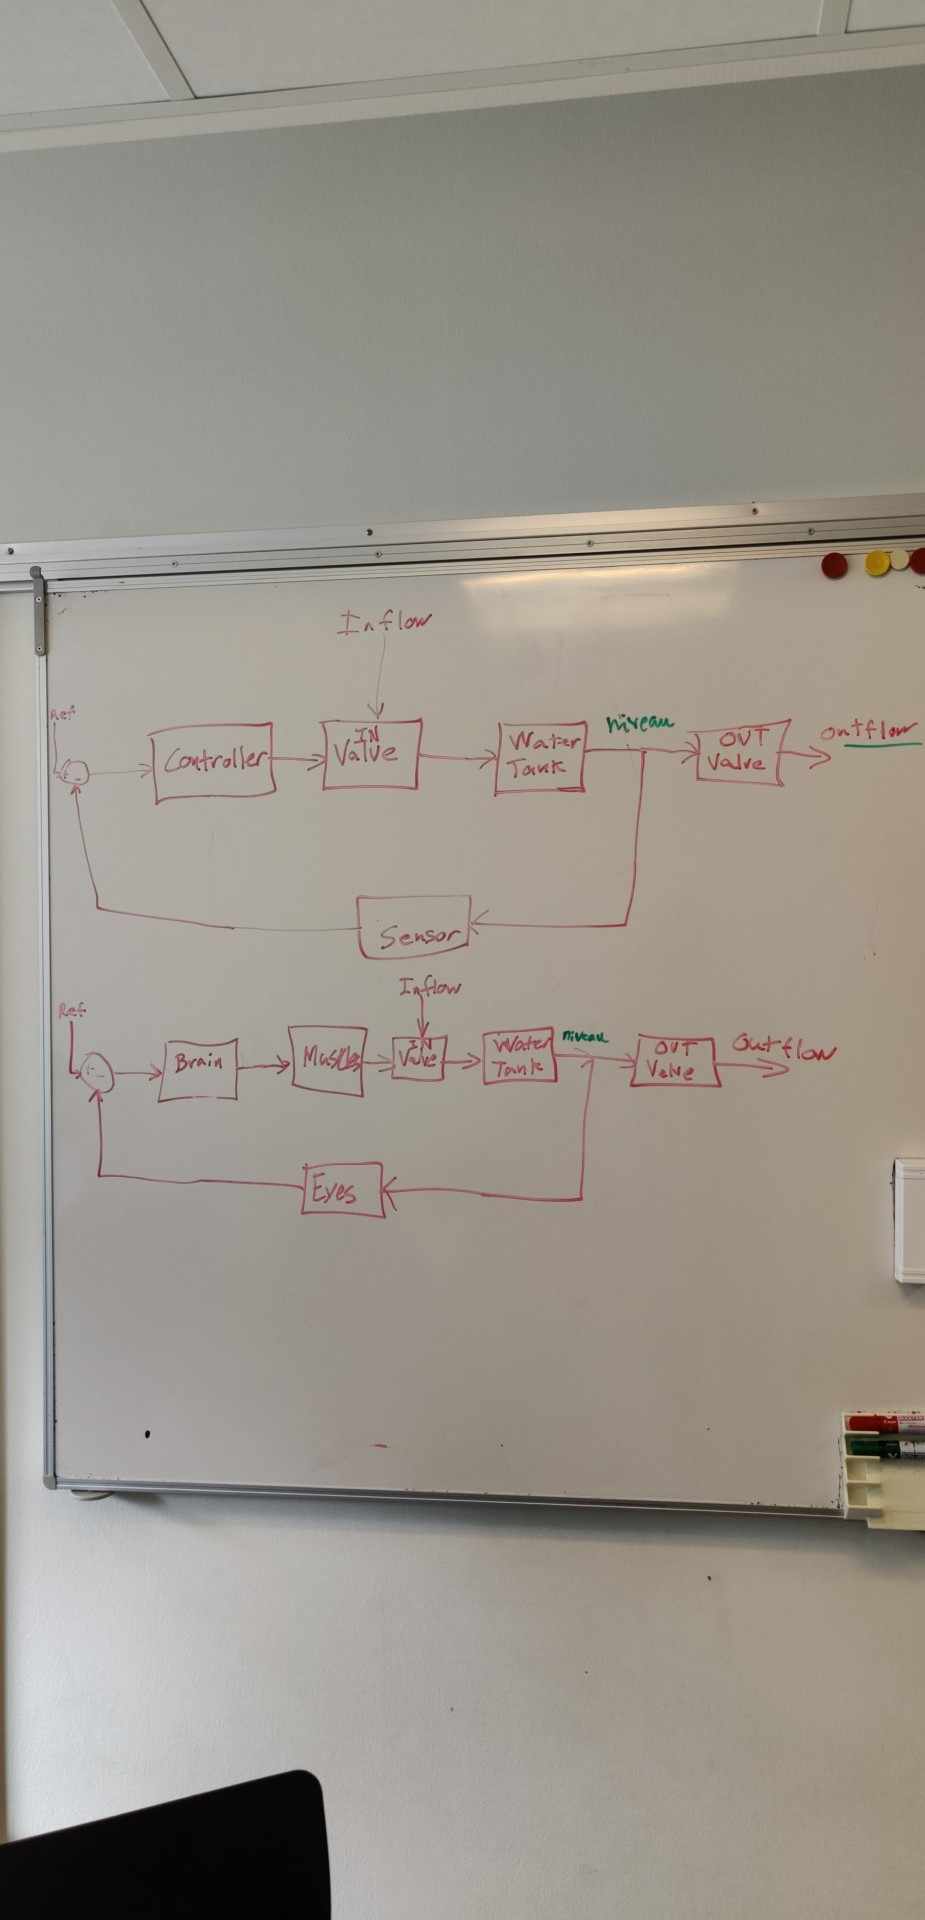 Inflow
Ref
+ -
Controller
IN
Valve
Water
Tank
niveau
OUT
Valve
outflow
Sensor
Inflow
Ref
+ -
Brain
Muscles
IN
Valve
Water
Tank
niveau
OUT
Valve
Outflow
Eyes